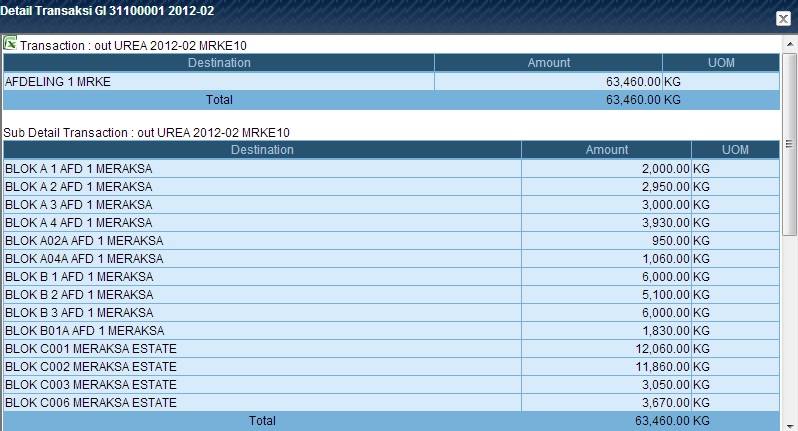 Detail Transaksi GI 31100001 2012-02
Transaction : out UREA 2012-02 MRKE10
Destination Amount UOM
AFDELING 1 MRKE 63,460.00 KG
Total 63,460.00 KG
Sub Detail Transaction : out UREA 2012-02 MRKE10
Destination Amount UOM
BLOK A 1 AFD 1 MERAKSA 2,000.00 KG
BLOK A 2 AFD 1 MERAKSA 2,950.00 KG
BLOK A 3 AFD 1 MERAKSA 3,000.00 KG
BLOK A 4 AFD 1 MERAKSA 3,930.00 KG
BLOK A02A AFD 1 MERAKSA 950.00 KG
BLOK A04A AFD 1 MERAKSA 1,060.00 KG
BLOK B 1 AFD 1 MERAKSA 6,000.00 KG
BLOK B 2 AFD 1 MERAKSA 5,100.00 KG
BLOK B 3 AFD 1 MERAKSA 6,000.00 KG
BLOK B01A AFD 1 MERAKSA 1,830.00 KG
BLOK C001 MERAKSA ESTATE 12,060.00 KG
BLOK C002 MERAKSA ESTATE 11,860.00 KG
BLOK C003 MERAKSA ESTATE 3,050.00 KG
BLOK C006 MERAKSA ESTATE 3,670.00 KG
Total 63,460.00 KG